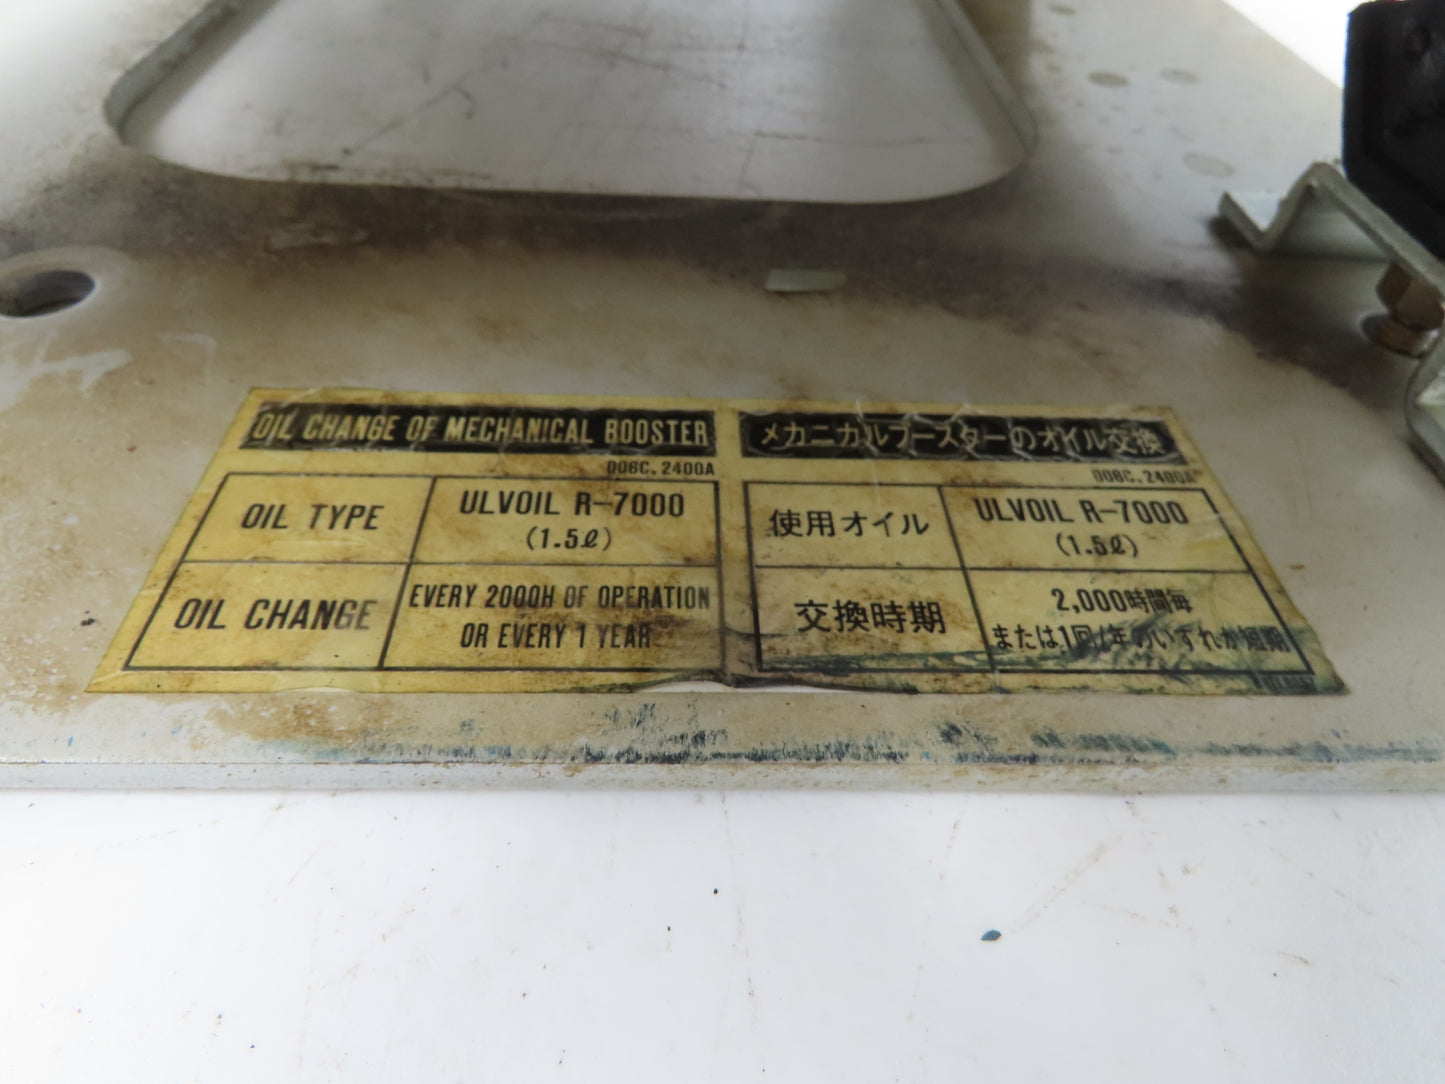 OIL CHANGE OF MECHANICAL BOOSTER
006C, 2400A
OIL TYPE
ULVOIL R-7000
(1.5ℓ)
OIL CHANGE
EVERY 2000H OF OPERATION
OR EVERY 1 YEAR
メカニカルブースターのオイル交換
006C, 2400A
使用オイル
ULVOIL R-7000
(1.5ℓ)
交換時期
2,000時間毎
または1回/年のいずれか短期